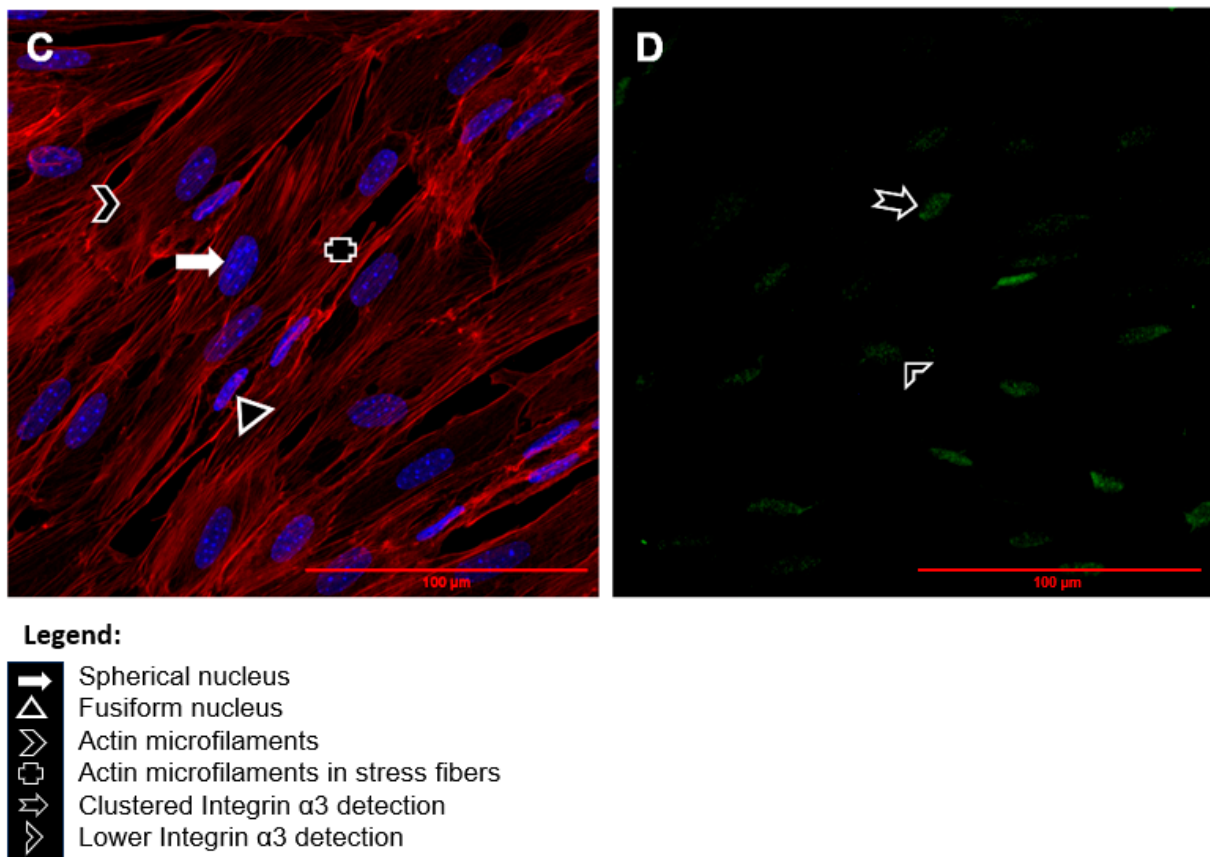 C
D
100 µm
100 µm
Legend:
Spherical nucleus
Fusiform nucleus
Actin microfilaments
Actin microfilaments in stress fibers
Clustered Integrin α3 detection
Lower Integrin α3 detection